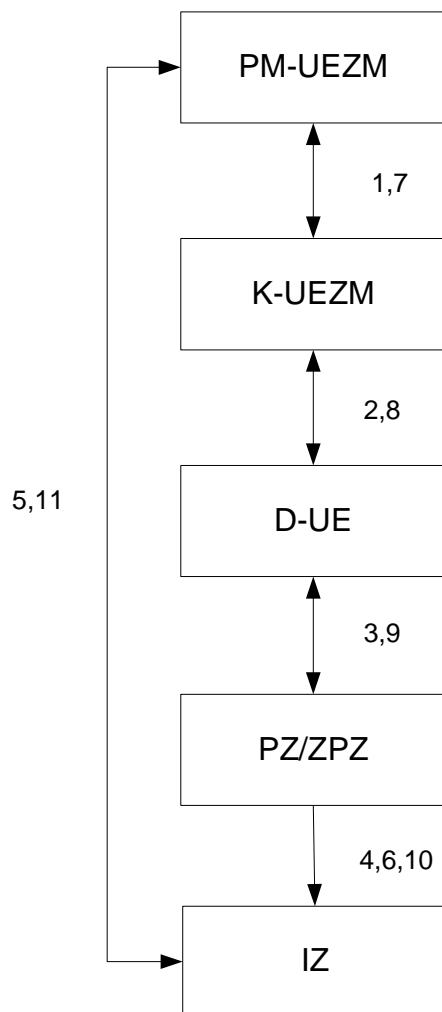 PM-UEZM
1,7
K-UEZM
2,8
5,11
D-UE
3,9
PZ/ZPZ
4,6,10
IZ